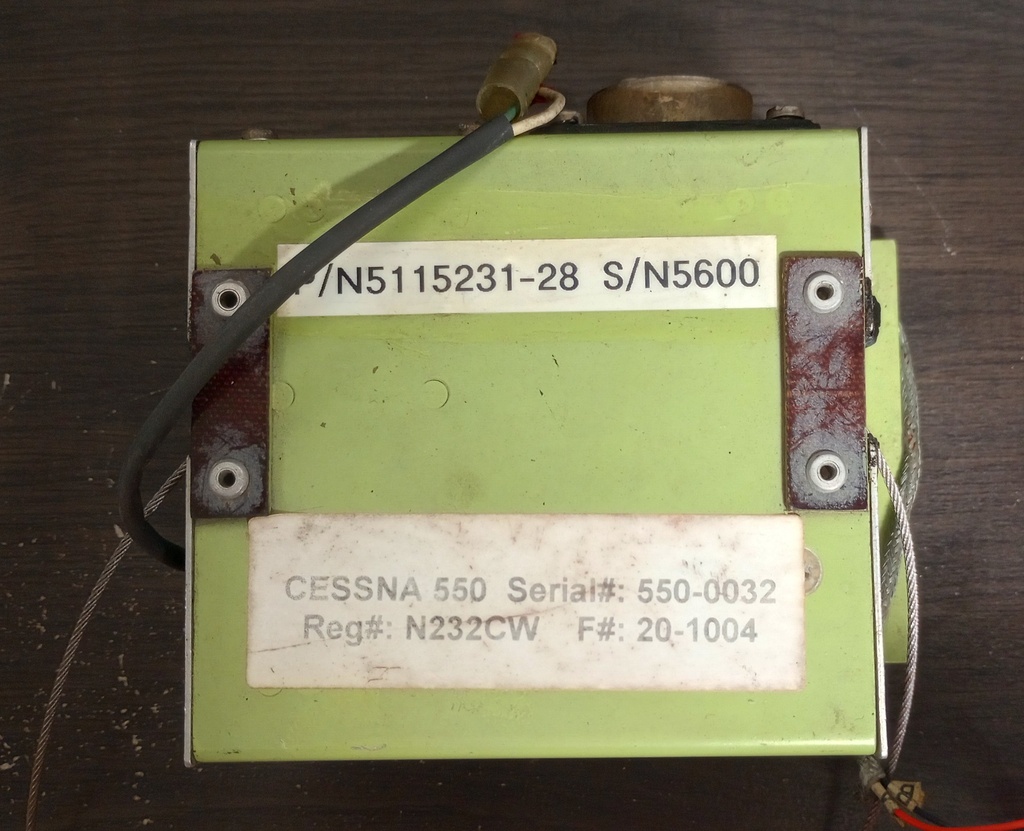 P/N5115231-28 S/N5600
CESSNA 550 Serial#: 550-0032
Reg#: N232CW F#: 20-1004
B